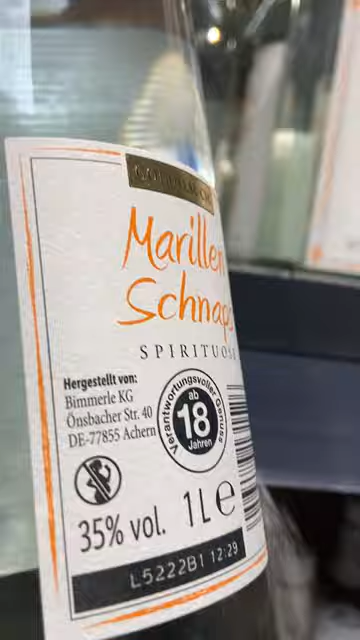 Marillen
Schnaps
SPIRITUOSE
Hergestellt von:
Bimmerle KG
Önsbacher Str. 40
DE-77855 Achern
Verantwortungsvoller Genuss
ab
18
Jahren
35% vol. 1L e
L5222B1 12:29